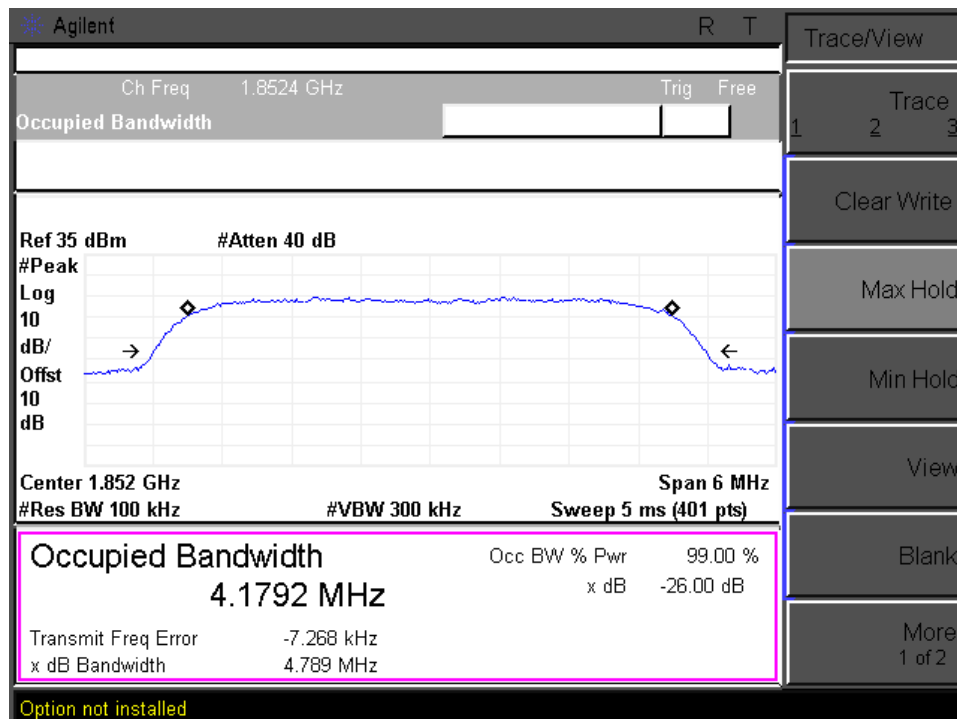 Agilent R T
Trace/View
Ch Freq 1.8524 GHz Trig Free
Occupied Bandwidth
Trace
1 2 3
Clear Write
Ref 35 dBm #Atten 40 dB
#Peak
Log
10
dB/
Offst
10
dB
Max Hold
Min Hold
View
Center 1.852 GHz Span 6 MHz
#Res BW 100 kHz #VBW 300 kHz Sweep 5 ms (401 pts)
Occupied Bandwidth Occ BW % Pwr 99.00 %
4.1792 MHz x dB -26.00 dB
Transmit Freq Error -7.268 kHz
x dB Bandwidth 4.789 MHz
Blank
More
1 of 2
Option not installed